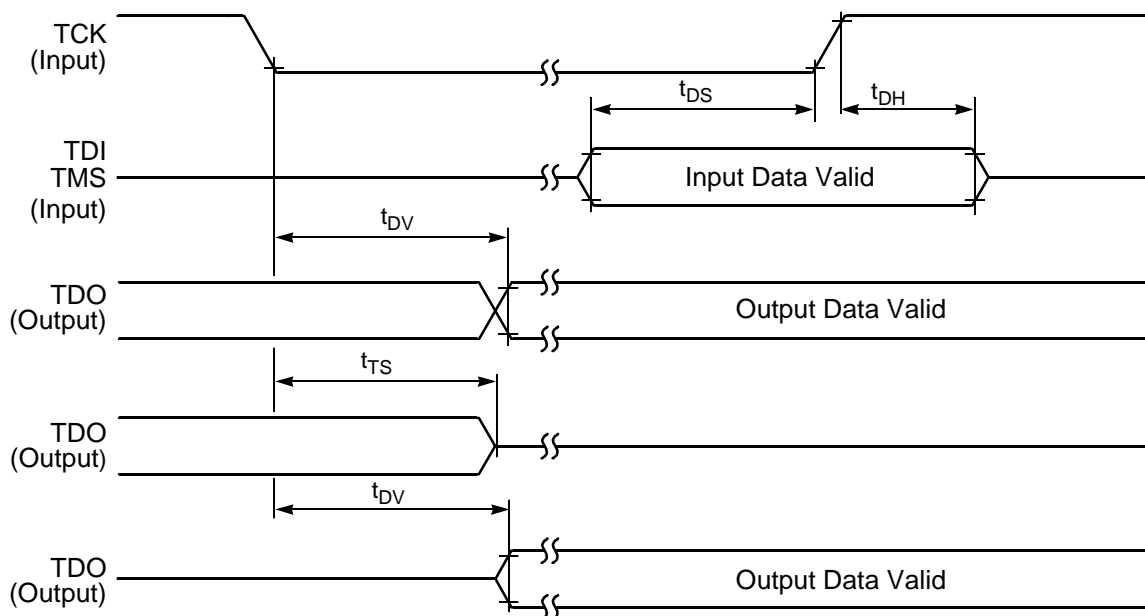 TCK
(Input)
tDS
tDH
TDI
TMS
(Input)
Input Data Valid
tDV
TDO
(Output)
Output Data Valid
tTS
TDO
(Output)
tDV
TDO
(Output)
Output Data Valid